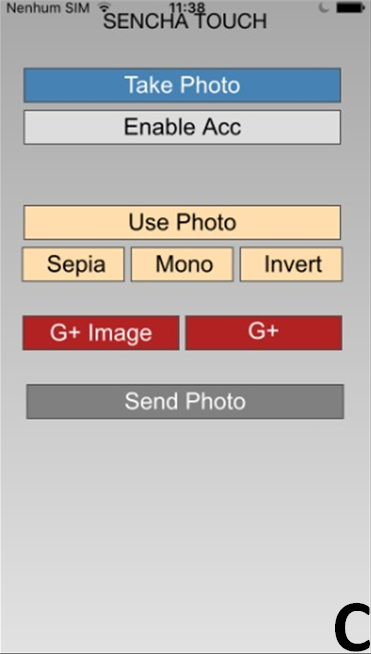 Nenhum SIM 11:38
SENCHA TOUCH
Take Photo
Enable Acc
Use Photo
Sepia Mono Invert
G+ Image G+
Send Photo
C